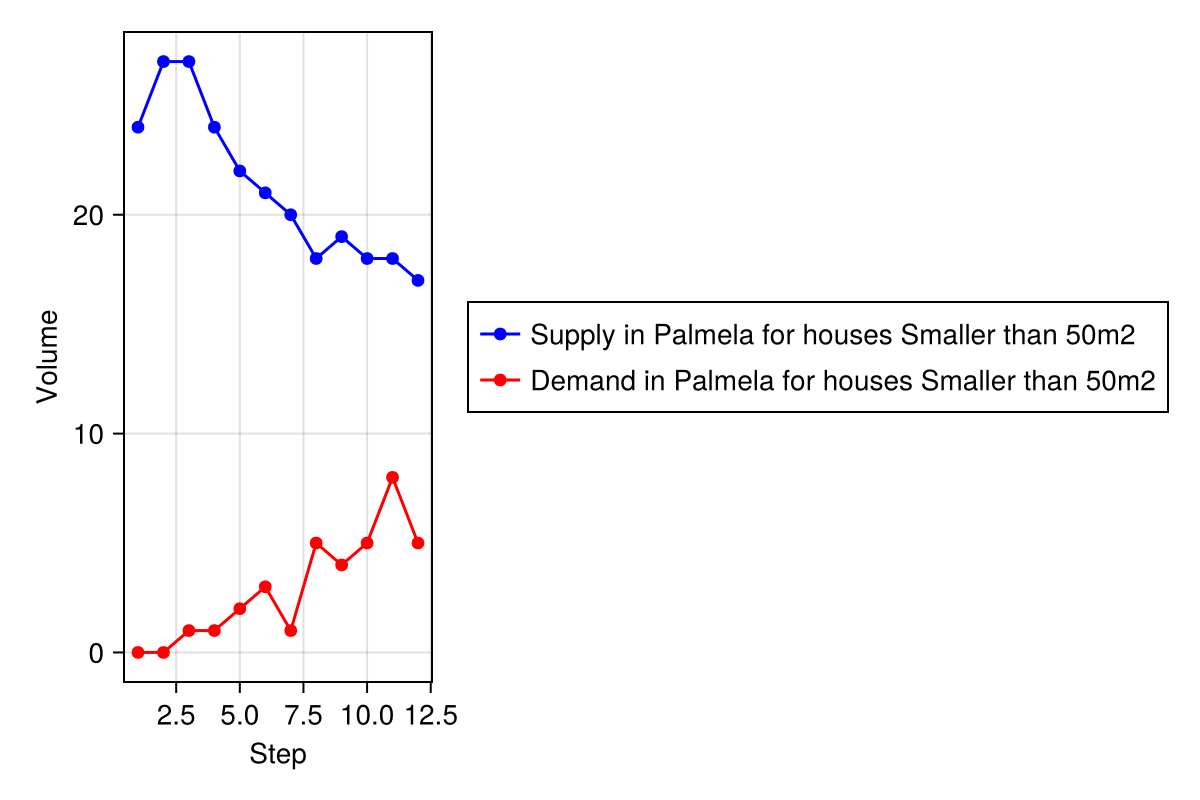 20
10
0
Volume
2.5 5.0 7.5 10.0 12.5
Step
Supply in Palmela for houses Smaller than 50m2
Demand in Palmela for houses Smaller than 50m2